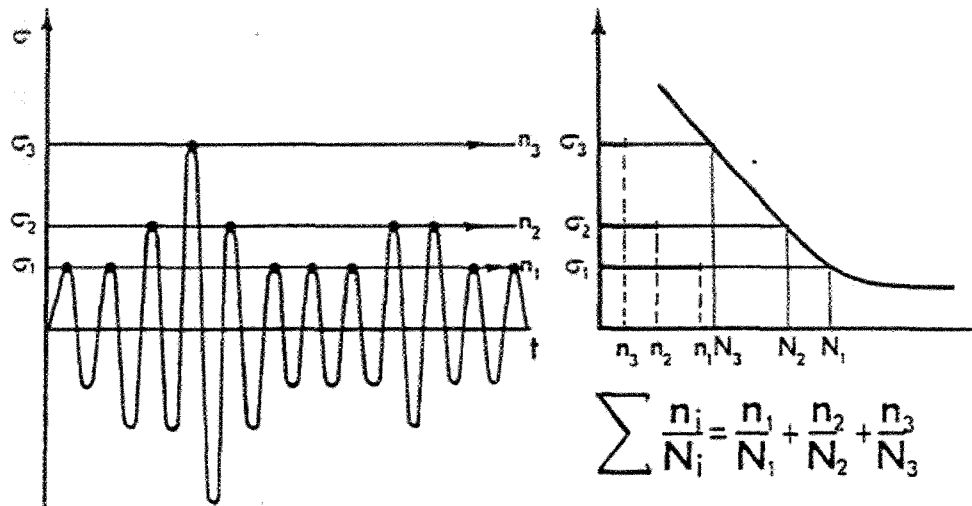 σ
σ₃ n₃
σ₂ n₂
σ₁ n₁
t
σ₃
σ₂
σ₁
n₃ n₂ n₁ N₃ N₂ N₁
∑ nᵢ/Nᵢ = n₁/N₁ + n₂/N₂ + n₃/N₃